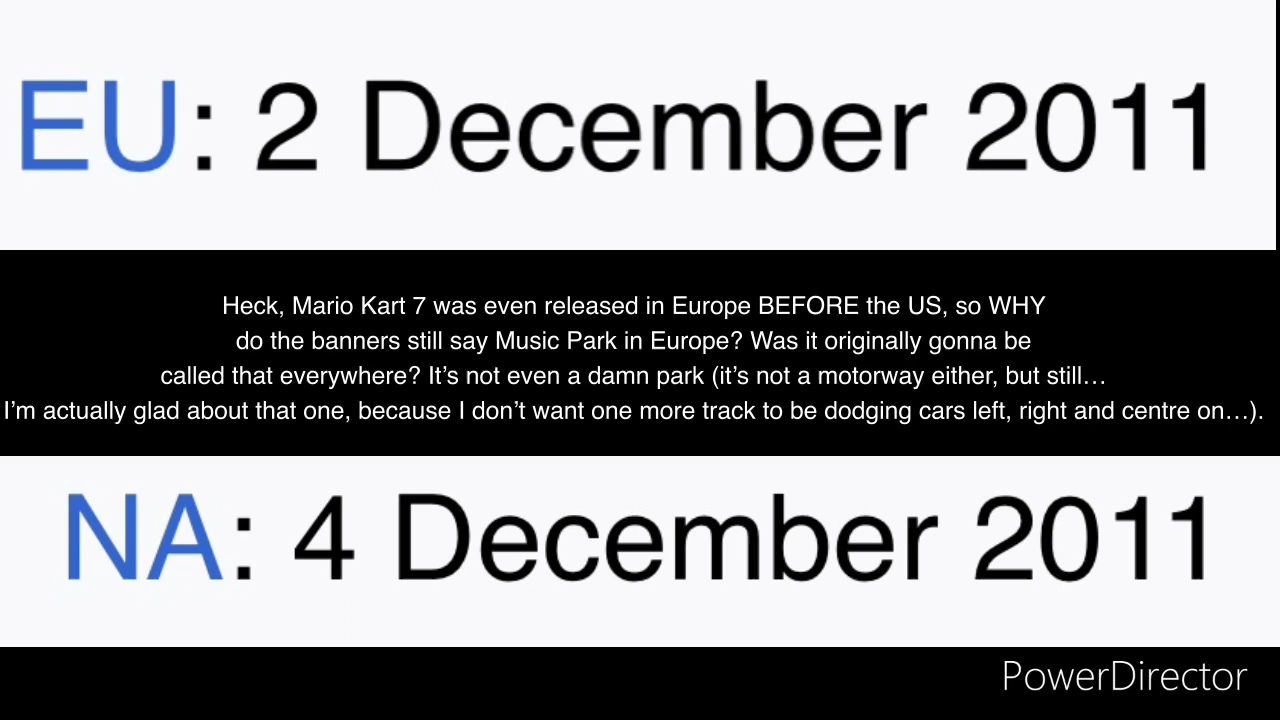 EU: 2 December 2011
Heck, Mario Kart 7 was even released in Europe BEFORE the US, so WHY
do the banners still say Music Park in Europe? Was it originally gonna be
called that everywhere? It’s not even a damn park (it’s not a motorway either, but still…
I’m actually glad about that one, because I don’t want one more track to be dodging cars left, right and centre on…).
NA: 4 December 2011
PowerDirector